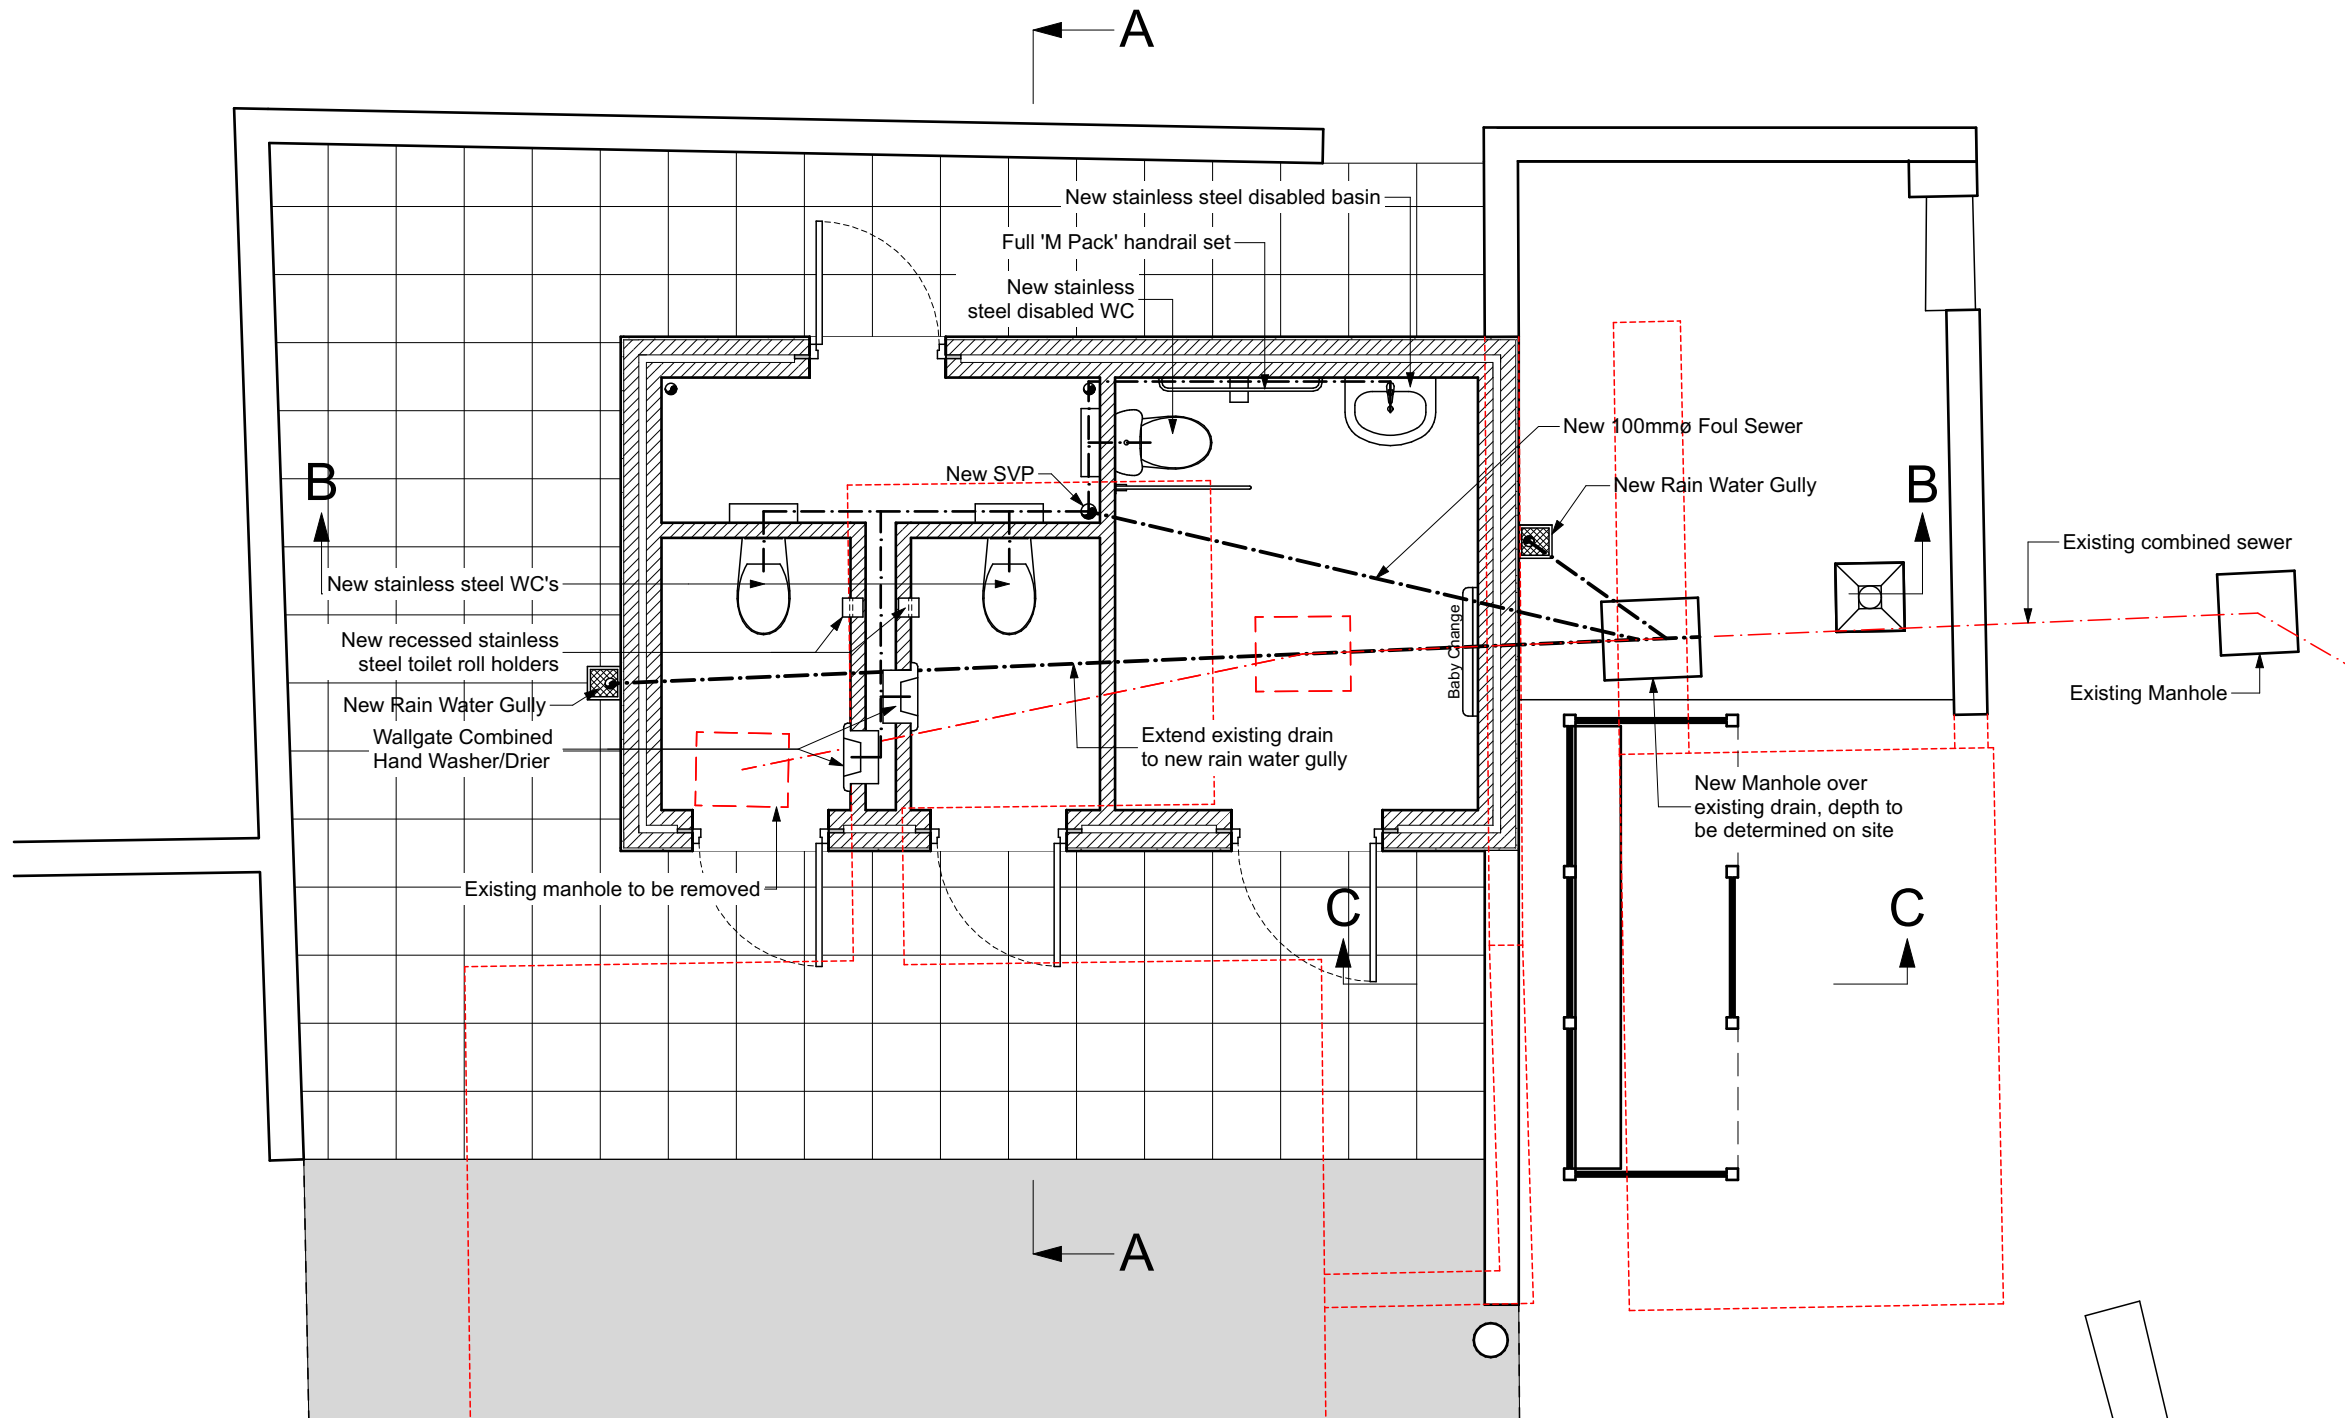 A
New stainless steel disabled basin
Full 'M Pack' handrail set
New stainless
steel disabled WC
New 100mmø Foul Sewer
New SVP
B
New Rain Water Gully
B
Existing combined sewer
New stainless steel WC's
New recessed stainless
steel toilet roll holders
Baby Change
New Rain Water Gully
Existing Manhole
Wallgate Combined
Hand Washer/Drier
Extend existing drain
to new rain water gully
New Manhole over
existing drain, depth to
be determined on site
Existing manhole to be removed
C
C
A